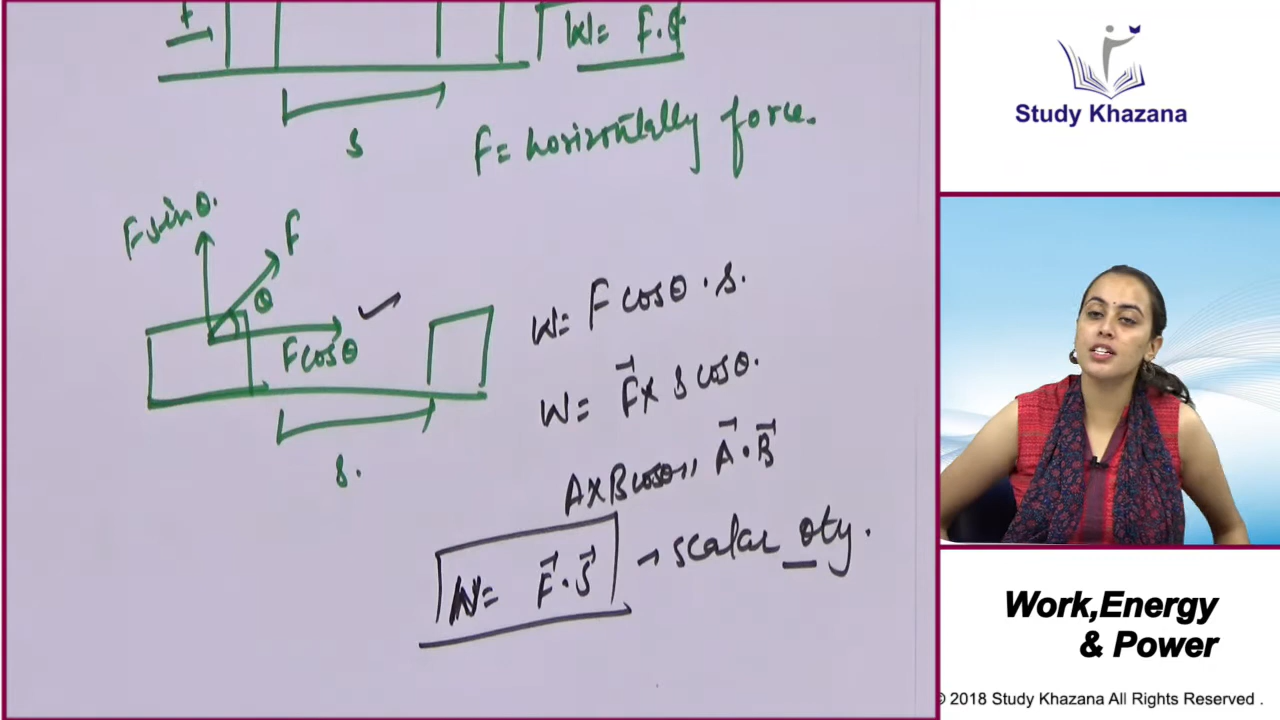 F
W= F.S
S
F= horizontally force.
F sinθ.
F
θ
F cosθ
W= F cosθ . s.
W= F⃗ x s cosθ.
S.
A x B cosθ,, A⃗ . B⃗
W= F⃗ . S⃗ → scalar qty.
Study Khazana
Work,Energy
& Power
© 2018 Study Khazana All Rights Reserved .